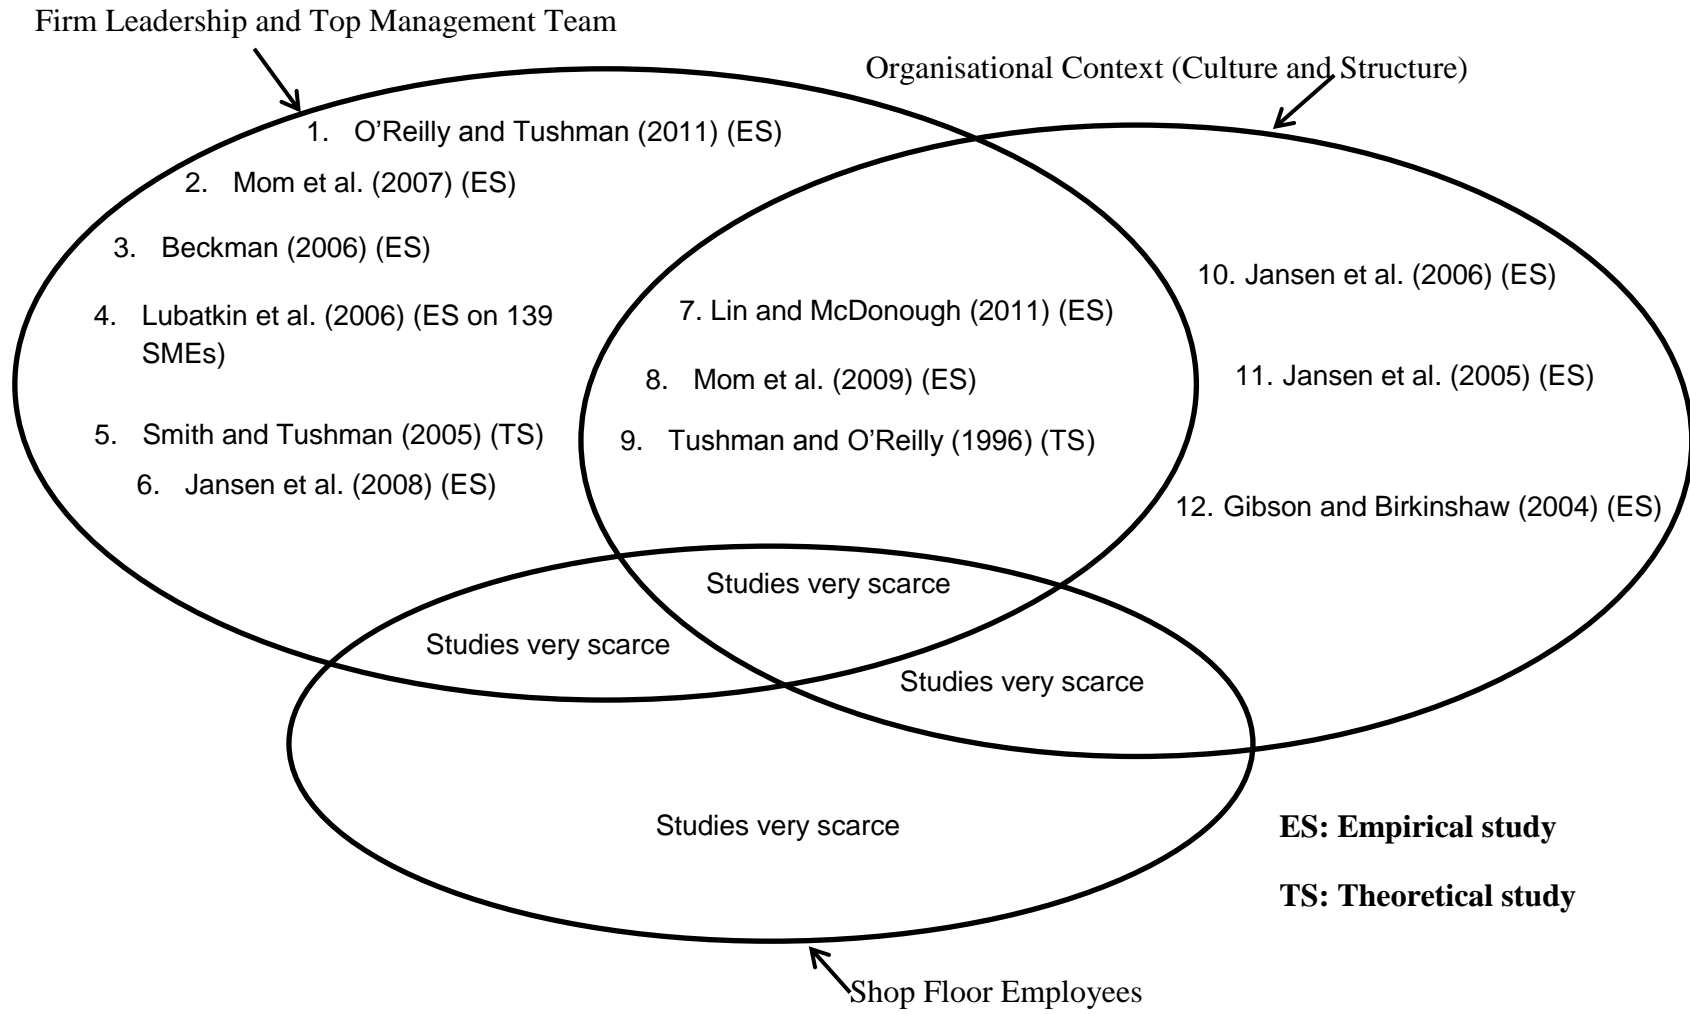 Firm Leadership and Top Management Team
Organisational Context (Culture and Structure)
1. O’Reilly and Tushman (2011) (ES)
2. Mom et al. (2007) (ES)
3. Beckman (2006) (ES)
4. Lubatkin et al. (2006) (ES on 139
SMEs)
5. Smith and Tushman (2005) (TS)
6. Jansen et al. (2008) (ES)
7. Lin and McDonough (2011) (ES)
8. Mom et al. (2009) (ES)
9. Tushman and O’Reilly (1996) (TS)
10. Jansen et al. (2006) (ES)
11. Jansen et al. (2005) (ES)
12. Gibson and Birkinshaw (2004) (ES)
Studies very scarce
Studies very scarce
Studies very scarce
Studies very scarce
ES: Empirical study
TS: Theoretical study
Shop Floor Employees